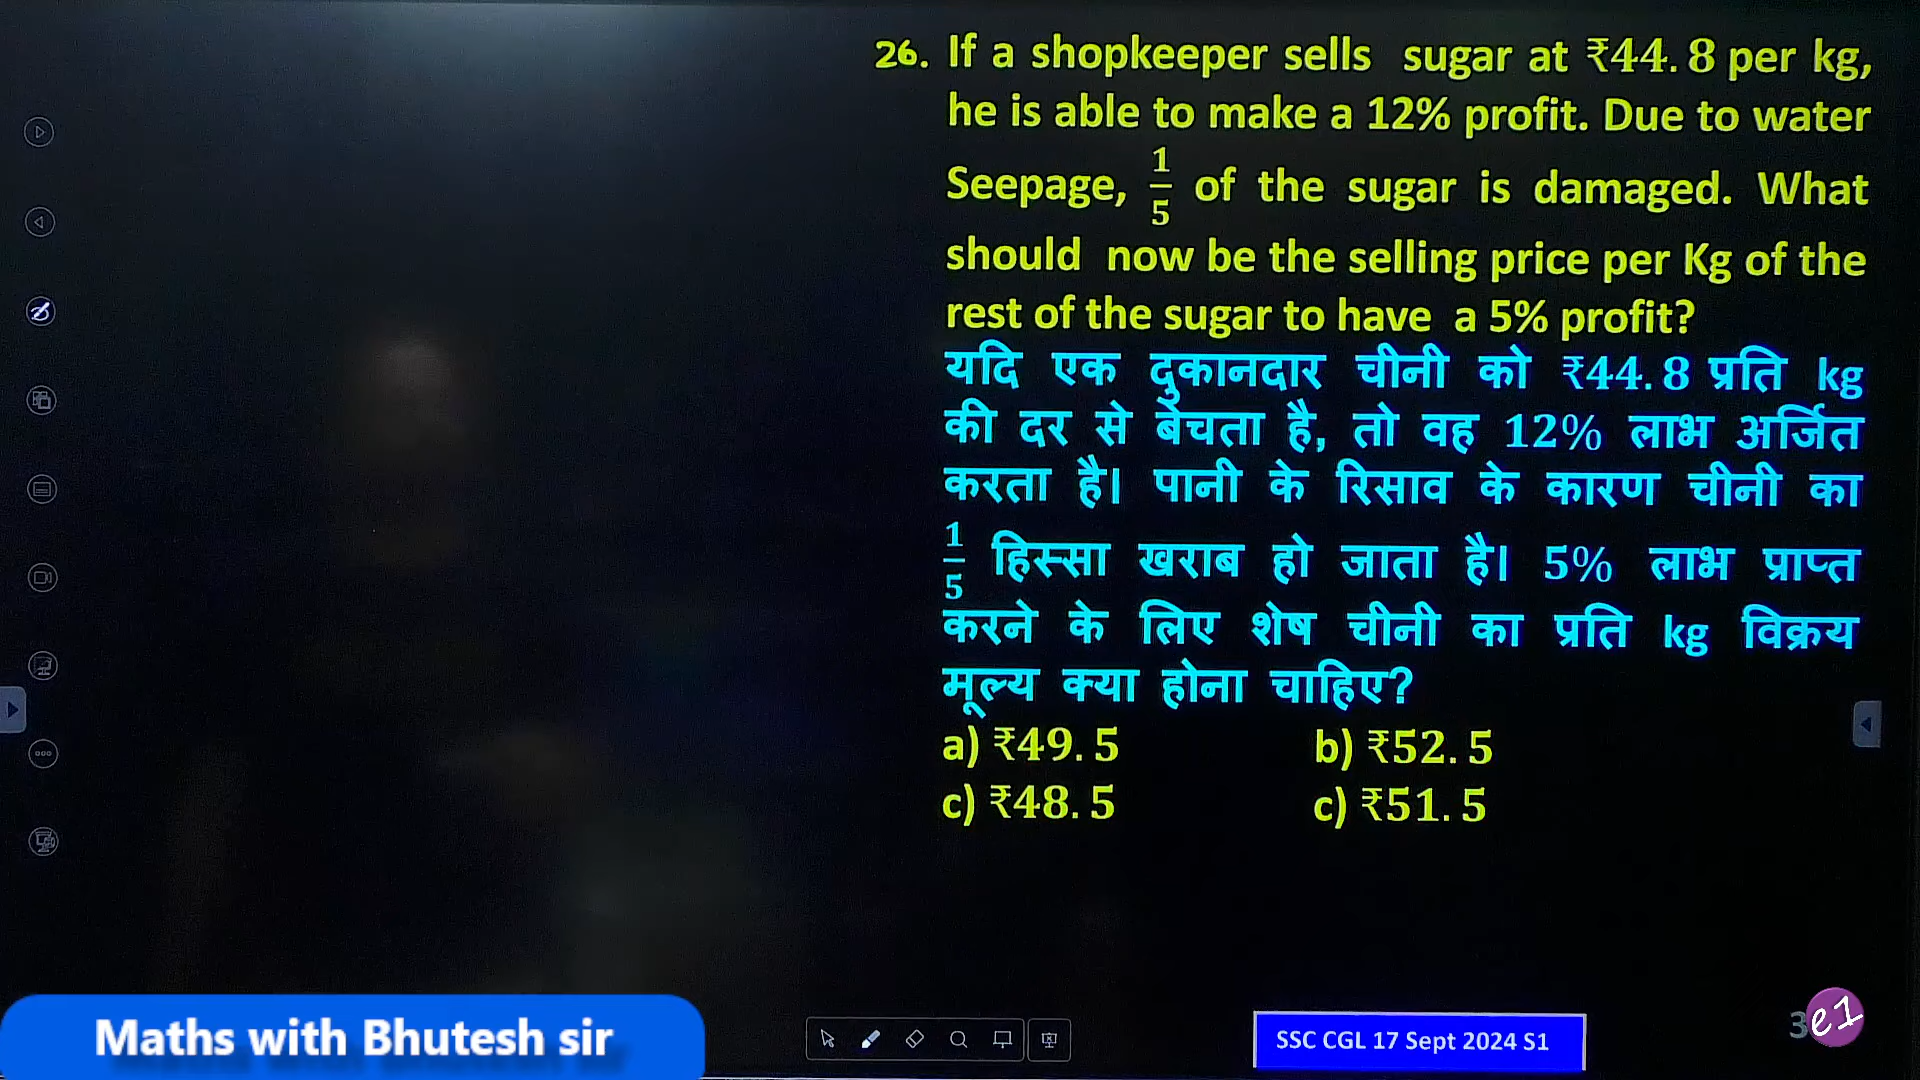 26. If a shopkeeper sells sugar at ₹44.8 per kg,
he is able to make a 12% profit. Due to water
Seepage, 1/5 of the sugar is damaged. What
should now be the selling price per Kg of the
rest of the sugar to have a 5% profit?
यदि एक दुकानदार चीनी को ₹44.8 प्रति kg
की दर से बेचता है, तो वह 12% लाभ अर्जित
करता है। पानी के रिसाव के कारण चीनी का
1/5 हिस्सा खराब हो जाता है। 5% लाभ प्राप्त
करने के लिए शेष चीनी का प्रति kg विक्रय
मूल्य क्या होना चाहिए?
a) ₹49.5 b) ₹52.5
c) ₹48.5 c) ₹51.5
Maths with Bhutesh sir
SSC CGL 17 Sept 2024 S1
3
e1